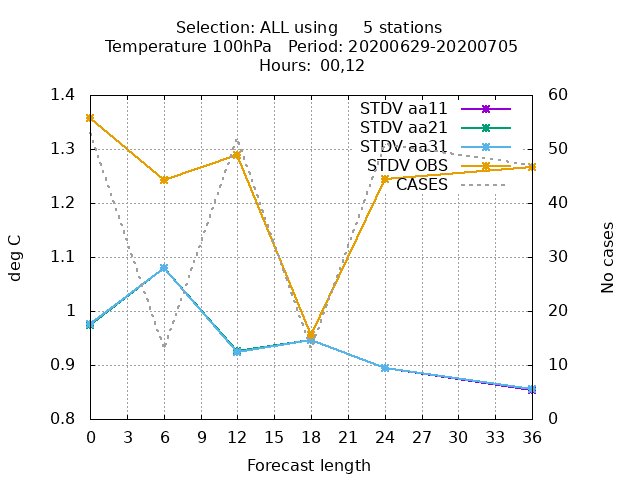 Selection: ALL using     5 stations
Temperature 100hPa   Period: 20200629-20200705
Hours: 00,12
1.4
1.3
1.2
1.1
1
0.9
0.8
deg C
60
50
40
30
20
10
0
No cases
STDV aa11
STDV aa21
STDV aa31
STDV OBS
CASES
0 3 6 9 12 15 18 21 24 27 30 33 36
Forecast length